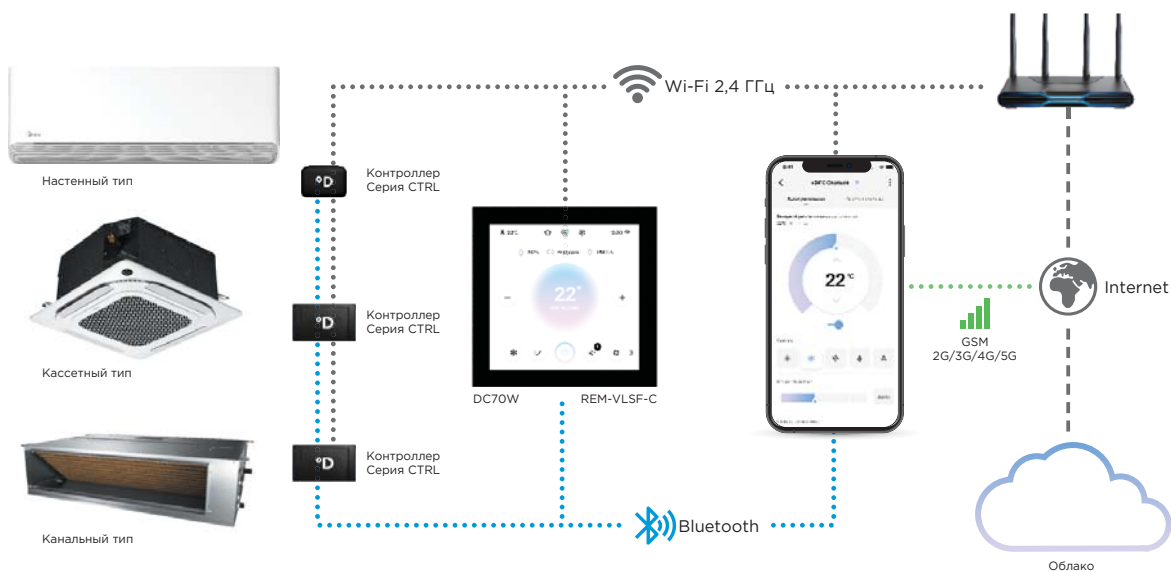 Wi-Fi 2,4 ГГц
Настенный тип
Контроллер
Серия CTRL
°D
22°
DC70W
REM-VLSF-C
22 °C
Internet
GSM
2G/3G/4G/5G
Кассетный тип
Контроллер
Серия CTRL
°D
Канальный тип
Контроллер
Серия CTRL
°D
Bluetooth
Облако